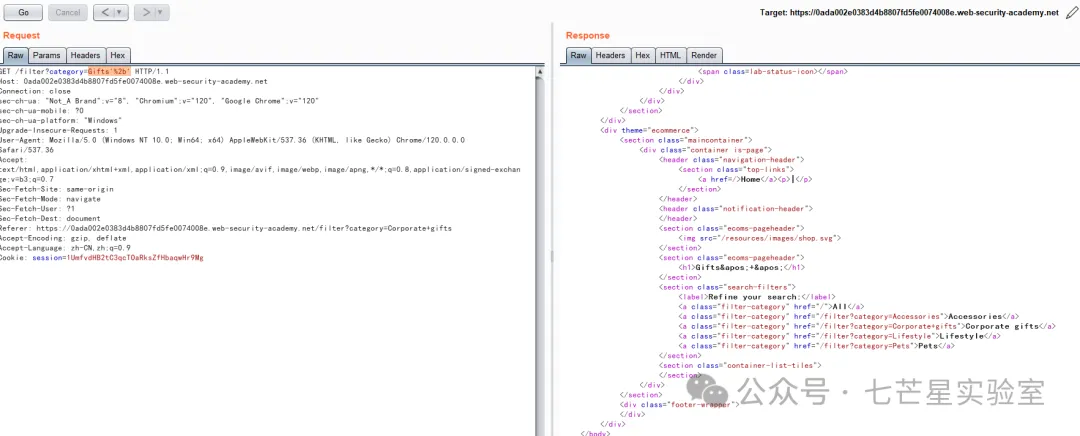 Go Cancel < > Target: https://0ada002e0383d4b8807fd5fe0074008e.web-security-academy.net
Request
Raw Params Headers Hex
GET /filter?category=Gifts'%2b' HTTP/1.1
Host: 0ada002e0383d4b8807fd5fe0074008e.web-security-academy.net
Connection: close
sec-ch-ua: "Not_A Brand";v="8", "Chromium";v="120", "Google Chrome";v="120"
sec-ch-ua-mobile: ?0
sec-ch-ua-platform: "Windows"
Upgrade-Insecure-Requests: 1
User-Agent: Mozilla/5.0 (Windows NT 10.0; Win64; x64) AppleWebKit/537.36 (KHTML, like Gecko) Chrome/120.0.0.0
Safari/537.36
Accept:
text/html,application/xhtml+xml,application/xml;q=0.9,image/avif,image/webp,image/apng,*/*;q=0.8,application/signed-exchan
ge;v=b3;q=0.7
Sec-Fetch-Site: same-origin
Sec-Fetch-Mode: navigate
Sec-Fetch-User: ?1
Sec-Fetch-Dest: document
Referer: https://0ada002e0383d4b8807fd5fe0074008e.web-security-academy.net/filter?category=Corporate+gifts
Accept-Encoding: gzip, deflate
Accept-Language: zh-CN,zh;q=0.9
Cookie: session=1UmfvdHB2tC3qcTOaRksZfHbaqwHr9Mg
Response
Raw Headers Hex HTML Render
<span class=lab-status-icon></span>
</div>
</div>
</div>
</section>
</div>
<div theme="ecommerce">
<section class="maincontainer">
<div class="container is-page">
<header class="navigation-header">
<section class="top-links">
<a href=/>Home</a><p>|</p>
</section>
</header>
<header class="notification-header">
</header>
<section class="ecoms-pageheader">
<img src="/resources/images/shop.svg">
</section>
<section class="ecoms-pageheader">
<h1>Gifts&apos;+&apos;</h1>
</section>
<section class="search-filters">
<label>Refine your search:</label>
<a class="filter-category" href="/">All</a>
<a class="filter-category" href="/filter?category=Accessories">Accessories</a>
<a class="filter-category" href="/filter?category=Corporate+gifts">Corporate gifts</a>
<a class="filter-category" href="/filter?category=Lifestyle">Lifestyle</a>
<a class="filter-category" href="/filter?category=Pets">Pets</a>
</section>
<section class="container-list-tiles">
</section>
</div>
</section>
<div class="footer-wrapper">
</div>
</div>
</body>
公众号 · 七芒星实验室